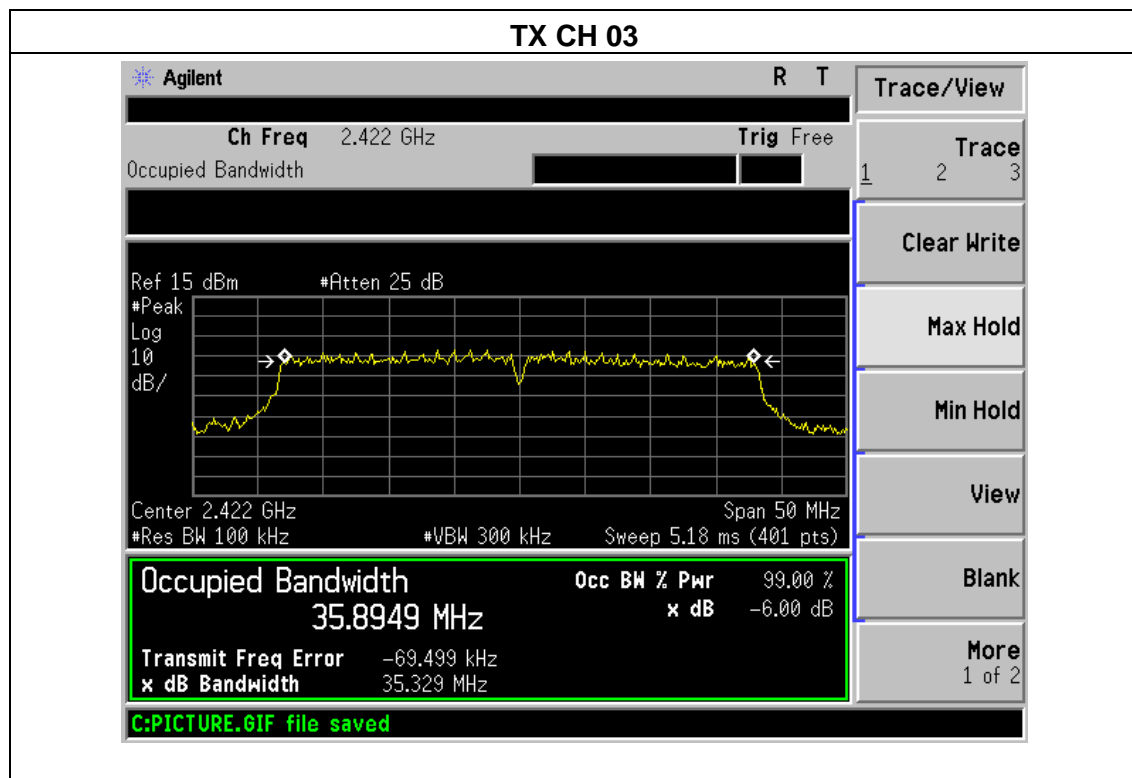 TX CH 03
Agilent R T
Trace/View
Ch Freq 2.422 GHz Trig Free
Occupied Bandwidth
Trace
1 2 3
Clear Write
Ref 15 dBm #Atten 25 dB
#Peak
Log
10
dB/
Max Hold
Min Hold
View
Center 2.422 GHz Span 50 MHz
#Res BW 100 kHz #VBW 300 kHz Sweep 5.18 ms (401 pts)
Occupied Bandwidth Occ BW % Pwr 99.00 %
35.8949 MHz x dB -6.00 dB
Blank
Transmit Freq Error -69.499 kHz
x dB Bandwidth 35.329 MHz
More
1 of 2
C:PICTURE.GIF file saved